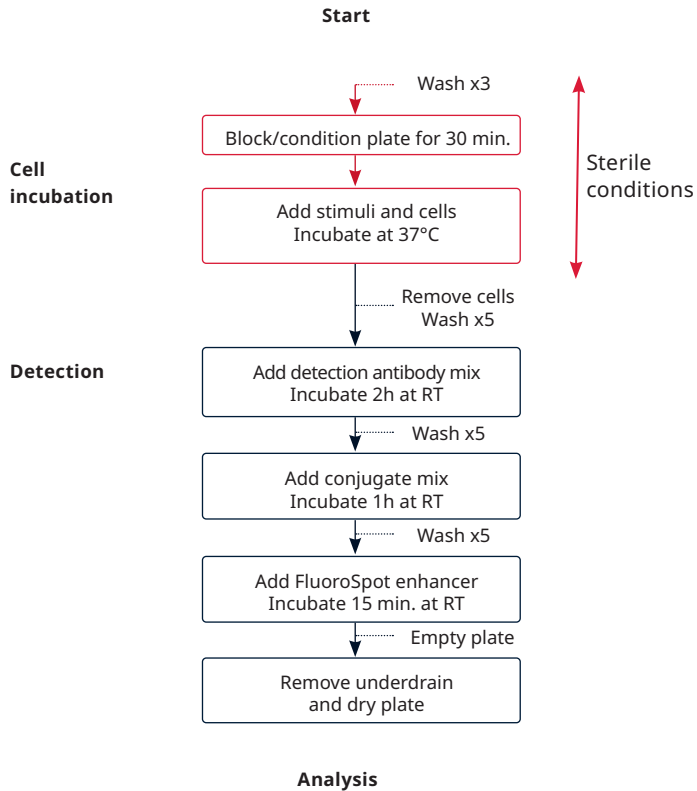 Start
Wash x3
Block/condition plate for 30 min.
Cell
incubation
Sterile
conditions
Add stimuli and cells
Incubate at 37°C
Remove cells
Wash x5
Detection
Add detection antibody mix
Incubate 2h at RT
Wash x5
Add conjugate mix
Incubate 1h at RT
Wash x5
Add FluoroSpot enhancer
Incubate 15 min. at RT
Empty plate
Remove underdrain
and dry plate
Analysis